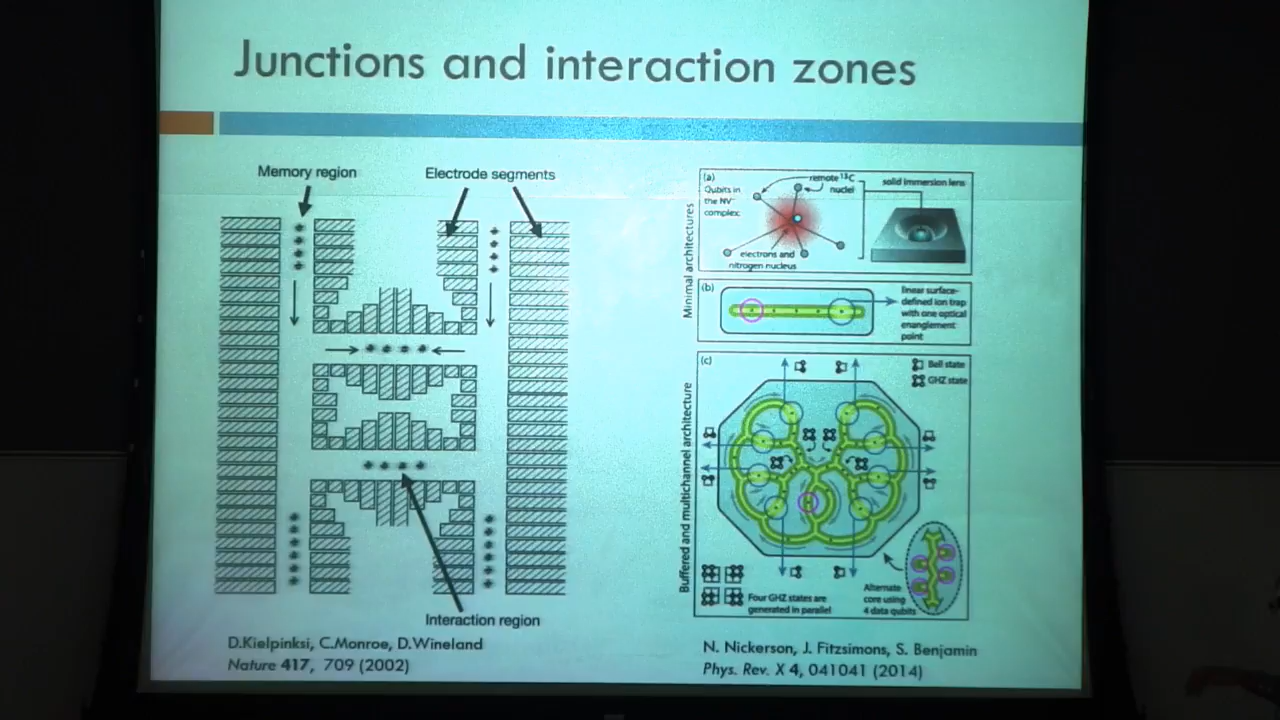 Junctions and interaction zones
Memory region
Electrode segments
Interaction region
D.Kielpinksi, C.Monroe, D.Wineland
Nature 417, 709 (2002)
Minimal architectures
(a)
Qubits in
the NV⁻
complex
remote ¹³C
nuclei
solid immersion lens
electrons and
nitrogen nucleus
(b)
linear surface-
defined ion trap
with one optical
enanglement
point
Buffered and multichannel architecture
(c)
Bell state
GHZ state
Four GHZ states are
generated in parallel
Alternate
core using
4 data qubits
N. Nickerson, J. Fitzsimons, S. Benjamin
Phys. Rev. X 4, 041041 (2014)